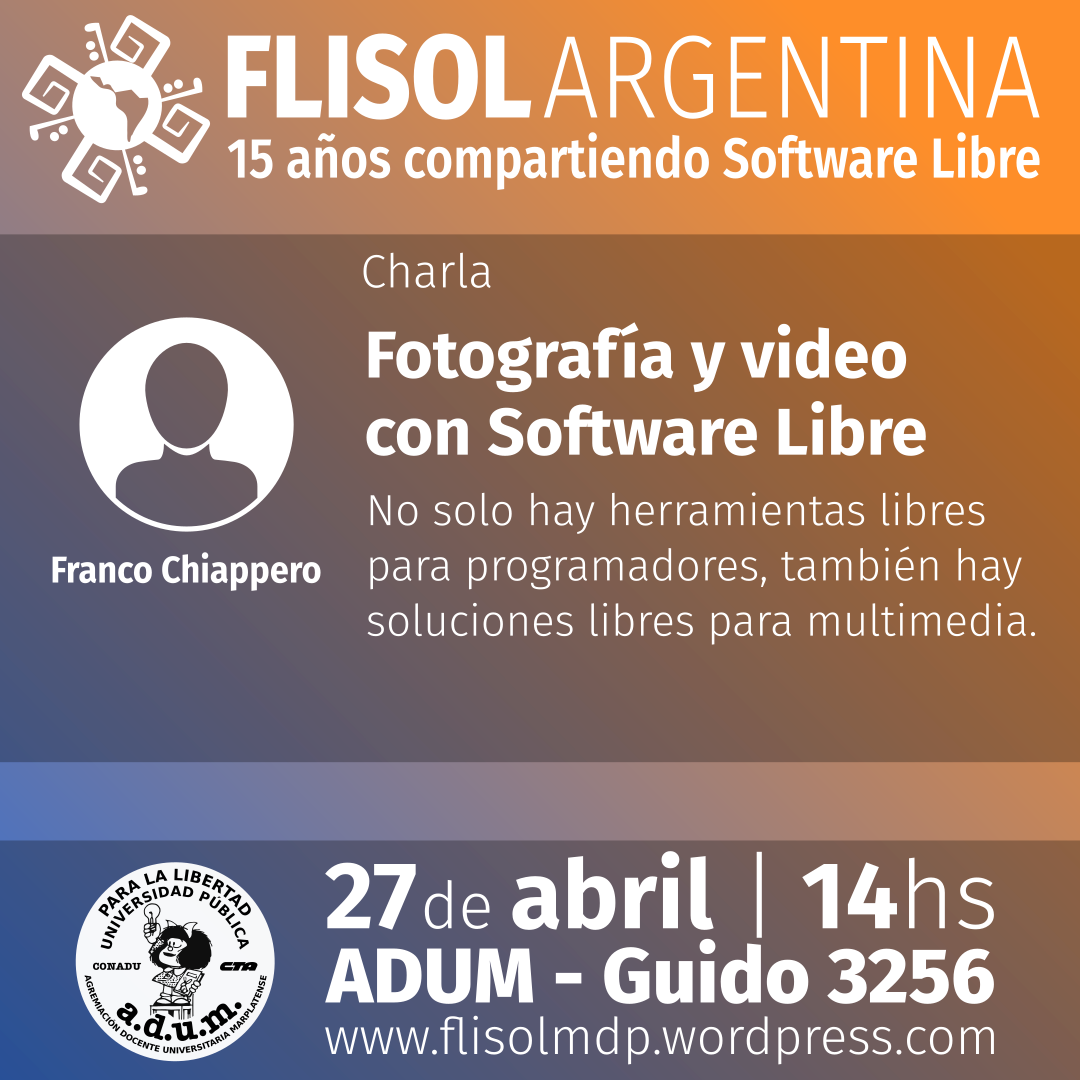 FLISOL ARGENTINA
15 años compartiendo Software Libre
Charla
Fotografía y video
con Software Libre
No solo hay herramientas libres
para programadores, también hay
soluciones libres para multimedia.
Franco Chiappero
PARA LA LIBERTAD
UNIVERSIDAD PÚBLICA
CONADU
CTA
a.d.u.m.
AGREMIACIÓN DOCENTE UNIVERSITARIA MARPLATENSE
27 de abril | 14hs
ADUM - Guido 3256
www.flisolmdp.wordpress.com